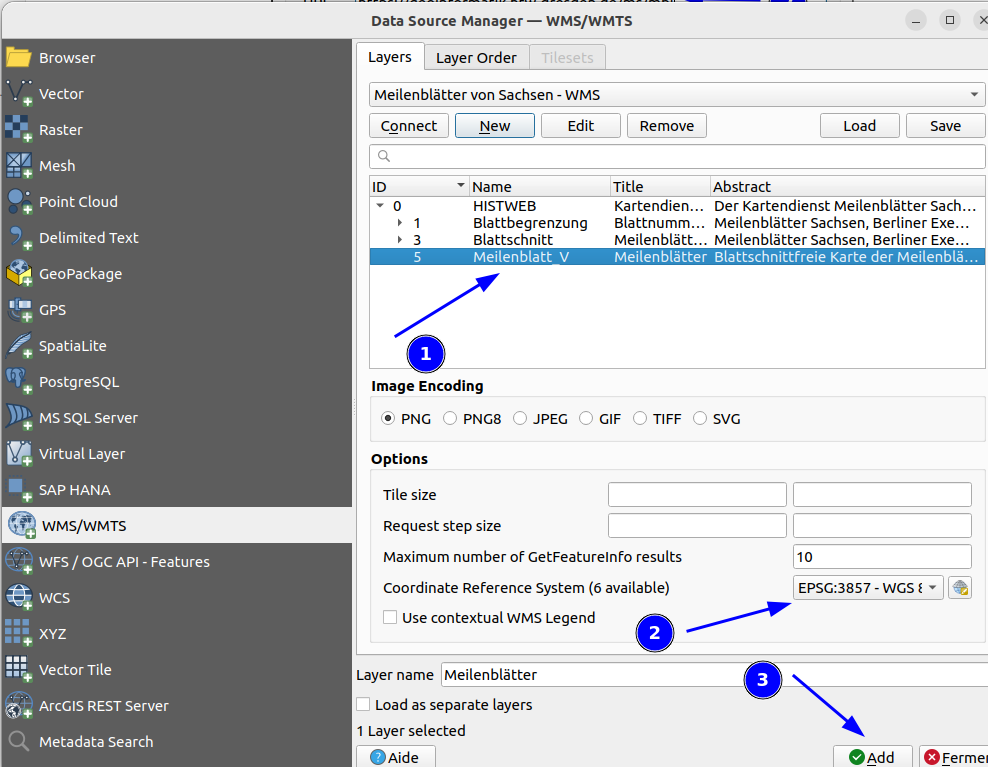 Data Source Manager — WMS/WMTS
Browser
Vector
Raster
Mesh
Point Cloud
Delimited Text
GeoPackage
GPS
SpatiaLite
PostgreSQL
MS SQL Server
Virtual Layer
SAP HANA
WMS/WMTS
WFS / OGC API - Features
WCS
XYZ
Vector Tile
ArcGIS REST Server
Metadata Search
Layers Layer Order Tilesets
Meilenblätter von Sachsen - WMS
Connect New Edit Remove Load Save
ID Name Title Abstract
0 HISTWEB Kartendien... Der Kartendienst Meilenblätter Sach...
1 Blattbegrenzung Blattnumm... Meilenblätter Sachsen, Berliner Exe...
3 Blattschnitt Meilenblätt... Meilenblätter Sachsen, Berliner Exe...
5 Meilenblatt_V Meilenblätter Blattschnittfreie Karte der Meilenblä...
1
Image Encoding
PNG PNG8 JPEG GIF TIFF SVG
Options
Tile size
Request step size
Maximum number of GetFeatureInfo results 10
Coordinate Reference System (6 available) EPSG:3857 - WGS 8
Use contextual WMS Legend
2
Layer name Meilenblätter
3
Load as separate layers
1 Layer selected
Aide Add Fermer